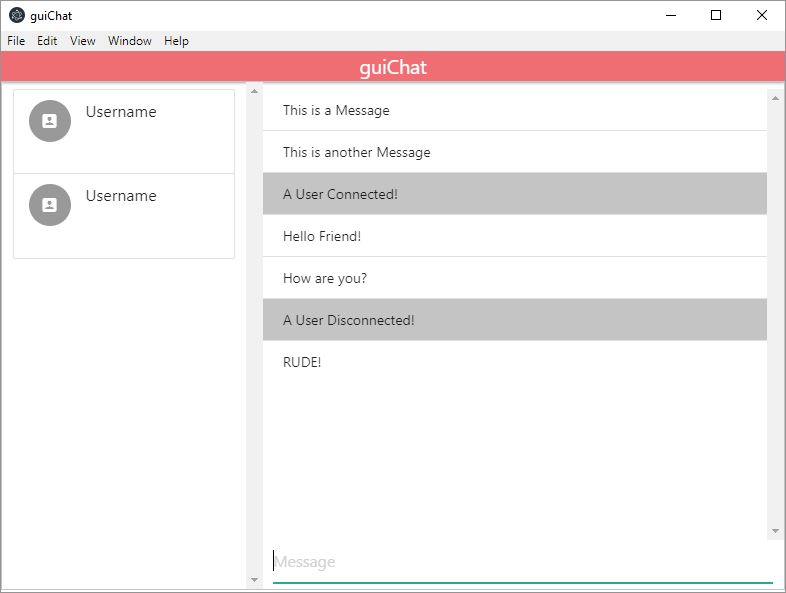 guiChat
File Edit View Window Help
guiChat
Username
Username
This is a Message
This is another Message
A User Connected!
Hello Friend!
How are you?
A User Disconnected!
RUDE!
Message